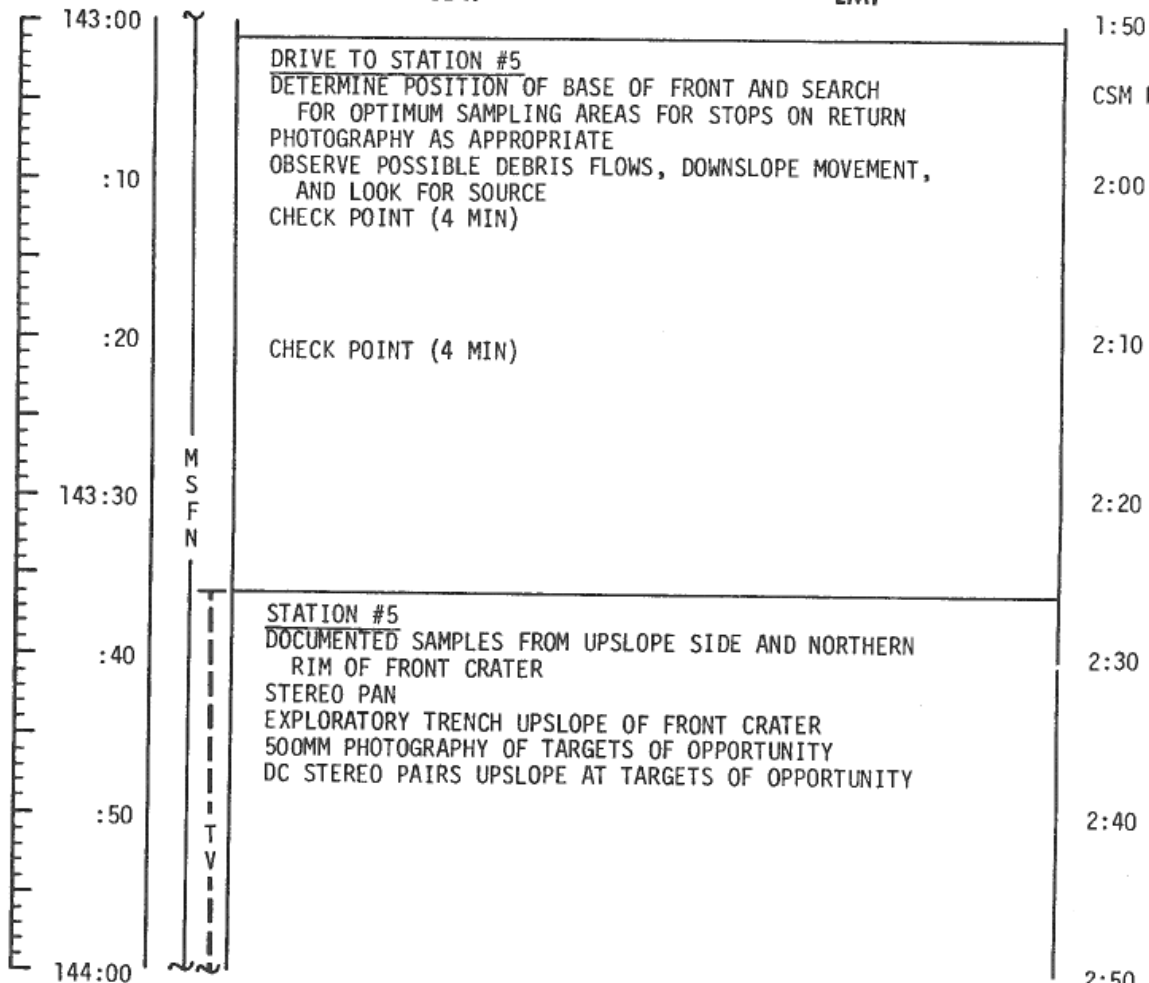 143:00
1:50
DRIVE TO STATION #5
DETERMINE POSITION OF BASE OF FRONT AND SEARCH
FOR OPTIMUM SAMPLING AREAS FOR STOPS ON RETURN
CSM
PHOTOGRAPHY AS APPROPRIATE
OBSERVE POSSIBLE DEBRIS FLOWS, DOWNSLOPE MOVEMENT,
:10
2:00
AND LOOK FOR SOURCE
CHECK POINT (4 MIN)
:20
CHECK POINT (4 MIN)
2:10
MSFN
143:30
2:20
STATION #5
DOCUMENTED SAMPLES FROM UPSLOPE SIDE AND NORTHERN
:40
RIM OF FRONT CRATER
2:30
STEREO PAN
EXPLORATORY TRENCH UPSLOPE OF FRONT CRATER
500MM PHOTOGRAPHY OF TARGETS OF OPPORTUNITY
DC STEREO PAIRS UPSLOPE AT TARGETS OF OPPORTUNITY
:50
TV
2:40
144:00
2:50